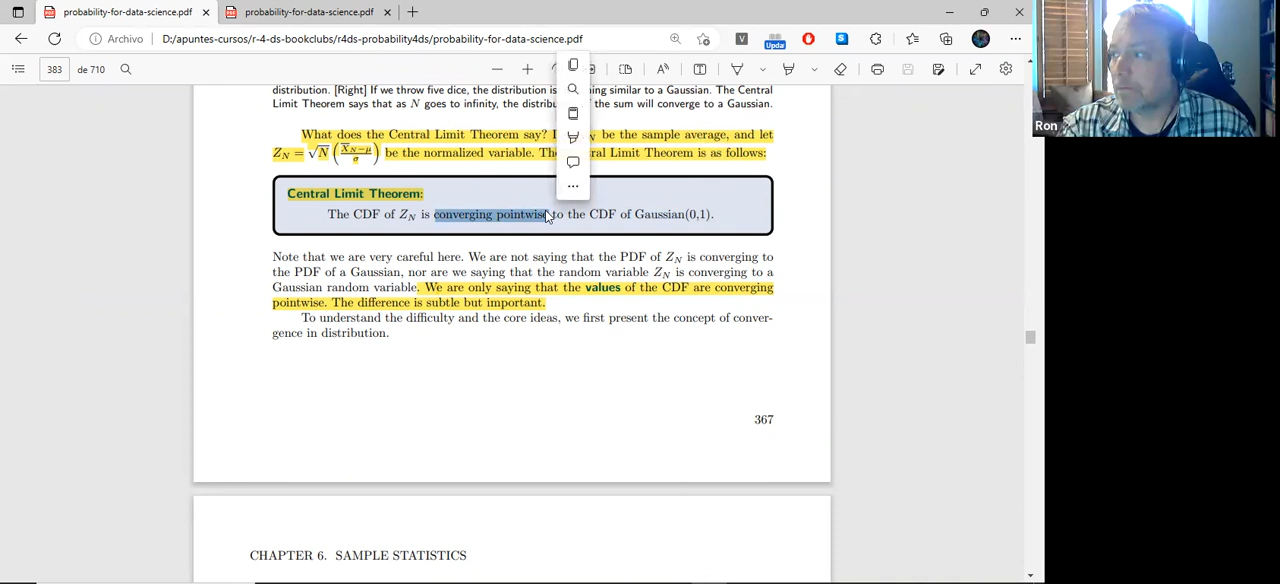 probability-for-data-science.pdf
probability-for-data-science.pdf
Archivo
D:/apuntes-cursos/r-4-ds-bookclubs/r4ds-probability4ds/probability-for-data-science.pdf
V
Upda
383 de 710
Ron
distribution. [Right] If we throw five dice, the distribution is ing similar to a Gaussian. The Central
Limit Theorem says that as N goes to infinity, the distribu the sum will converge to a Gaussian.
What does the Central Limit Theorem say? N be the sample average, and let
Z_N = √N (X̅_N−μ / σ) be the normalized variable. ral Limit Theorem is as follows:
Central Limit Theorem:
The CDF of Z_N is converging pointwise to the CDF of Gaussian(0,1).
Note that we are very careful here. We are not saying that the PDF of Z_N is converging to
the PDF of a Gaussian, nor are we saying that the random variable Z_N is converging to a
Gaussian random variable. We are only saying that the values of the CDF are converging
pointwise. The difference is subtle but important.
To understand the difficulty and the core ideas, we first present the concept of conver-
gence in distribution.
367
CHAPTER 6. SAMPLE STATISTICS